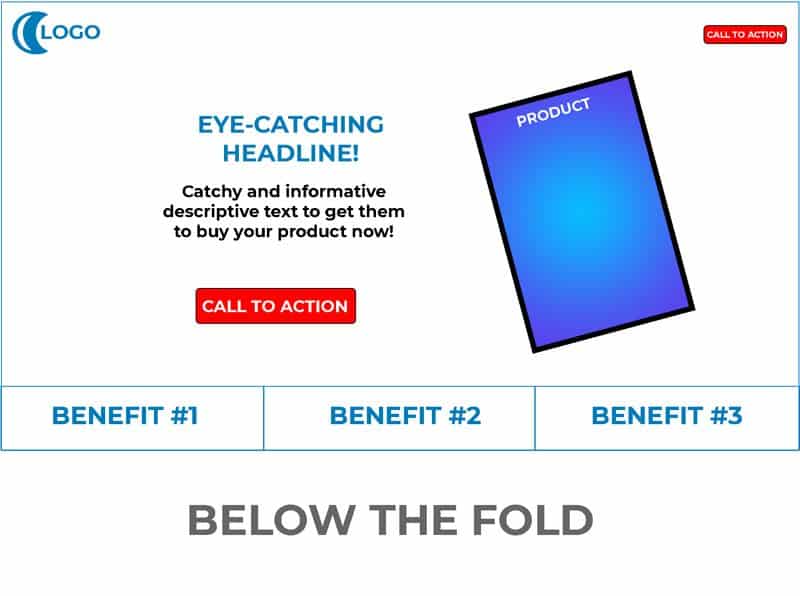 LOGO
CALL TO ACTION
PRODUCT
EYE-CATCHING
HEADLINE!
Catchy and informative
descriptive text to get them
to buy your product now!
CALL TO ACTION
BENEFIT #1
BENEFIT #2
BENEFIT #3
BELOW THE FOLD